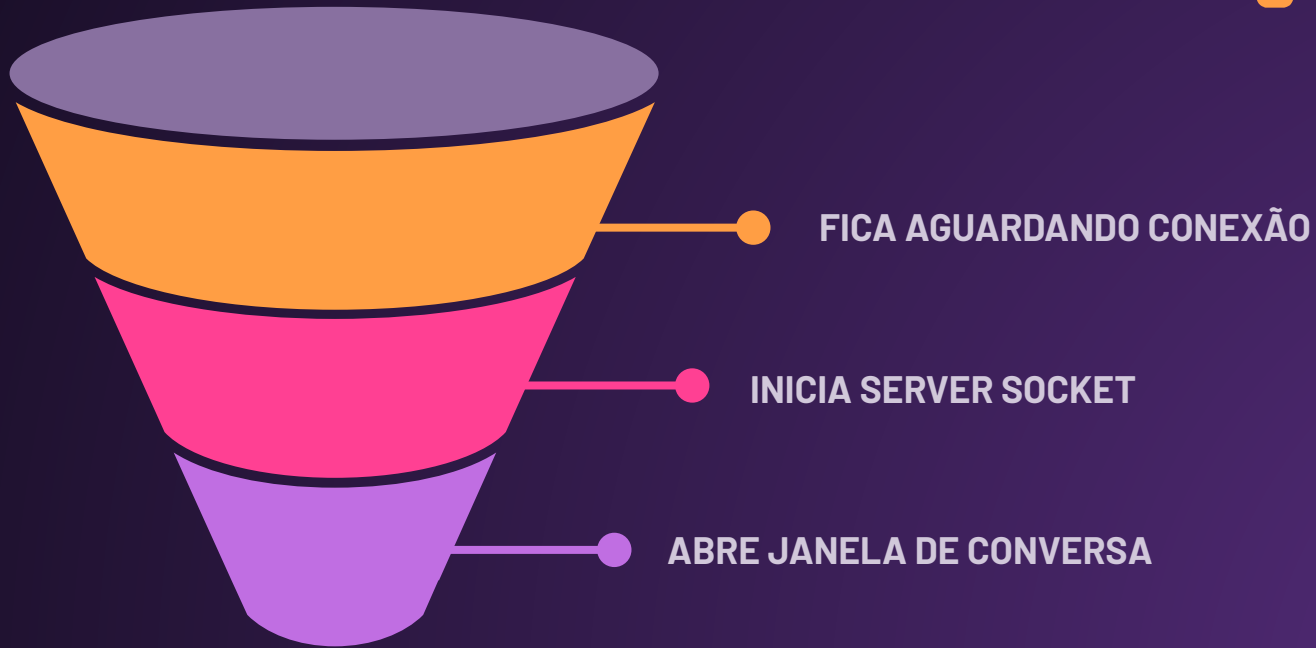 FICA AGUARDANDO CONEXÃO
INICIA SERVER SOCKET
ABRE JANELA DE CONVERSA